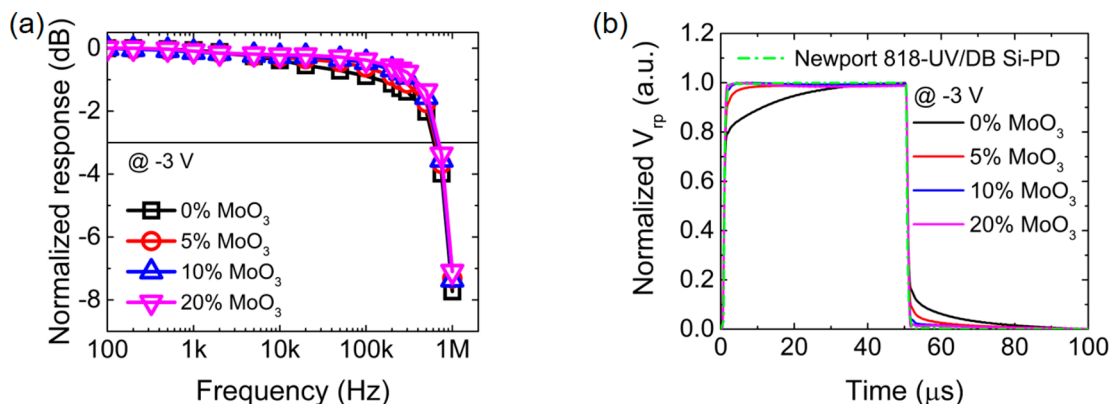 (a)
Normalized response (dB)
0
-2
-4
-6
-8
@ -3 V
0% MoO₃
5% MoO₃
10% MoO₃
20% MoO₃
100 1k 10k 100k 1M
Frequency (Hz)
(b)
Normalized Vrp (a.u.)
1.2
1.0
0.8
0.6
0.4
0.2
0.0
Newport 818-UV/DB Si-PD
@ -3 V
0% MoO₃
5% MoO₃
10% MoO₃
20% MoO₃
0 20 40 60 80 100
Time (μs)